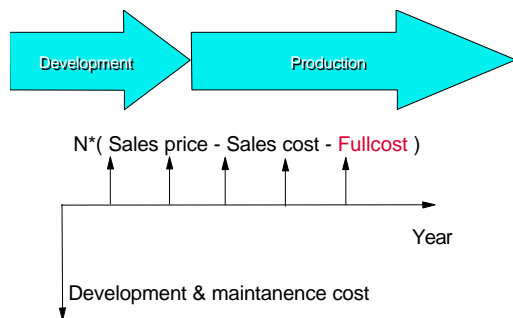 Development
Production
N*( Sales price - Sales cost - Fullcost )
Year
Development & maintanence cost